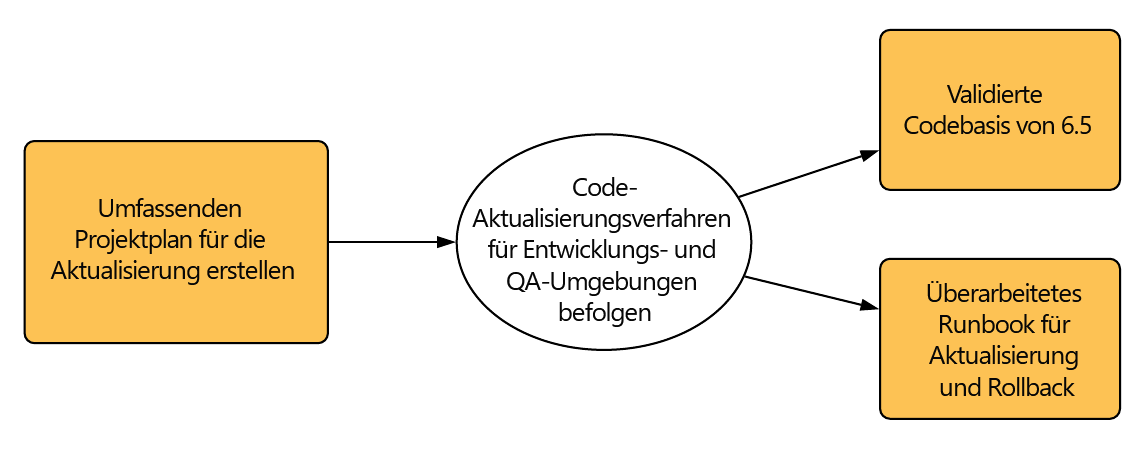 Umfassenden
Projektplan für die
Aktualisierung erstellen
Code-
Aktualisierungsverfahren
für Entwicklungs- und
QA-Umgebungen
befolgen
Validierte
Codebasis von 6.5
Überarbeitetes
Runbook für
Aktualisierung
und Rollback